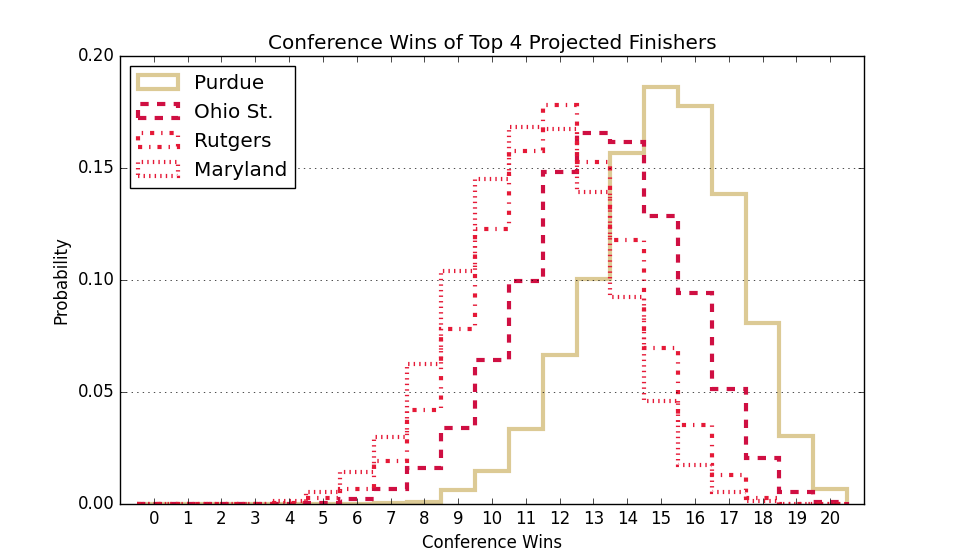 Conference Wins of Top 4 Projected Finishers
0.20
0.15
0.10
0.05
0.00
Probability
Purdue
Ohio St.
Rutgers
Maryland
0 1 2 3 4 5 6 7 8 9 10 11 12 13 14 15 16 17 18 19 20
Conference Wins